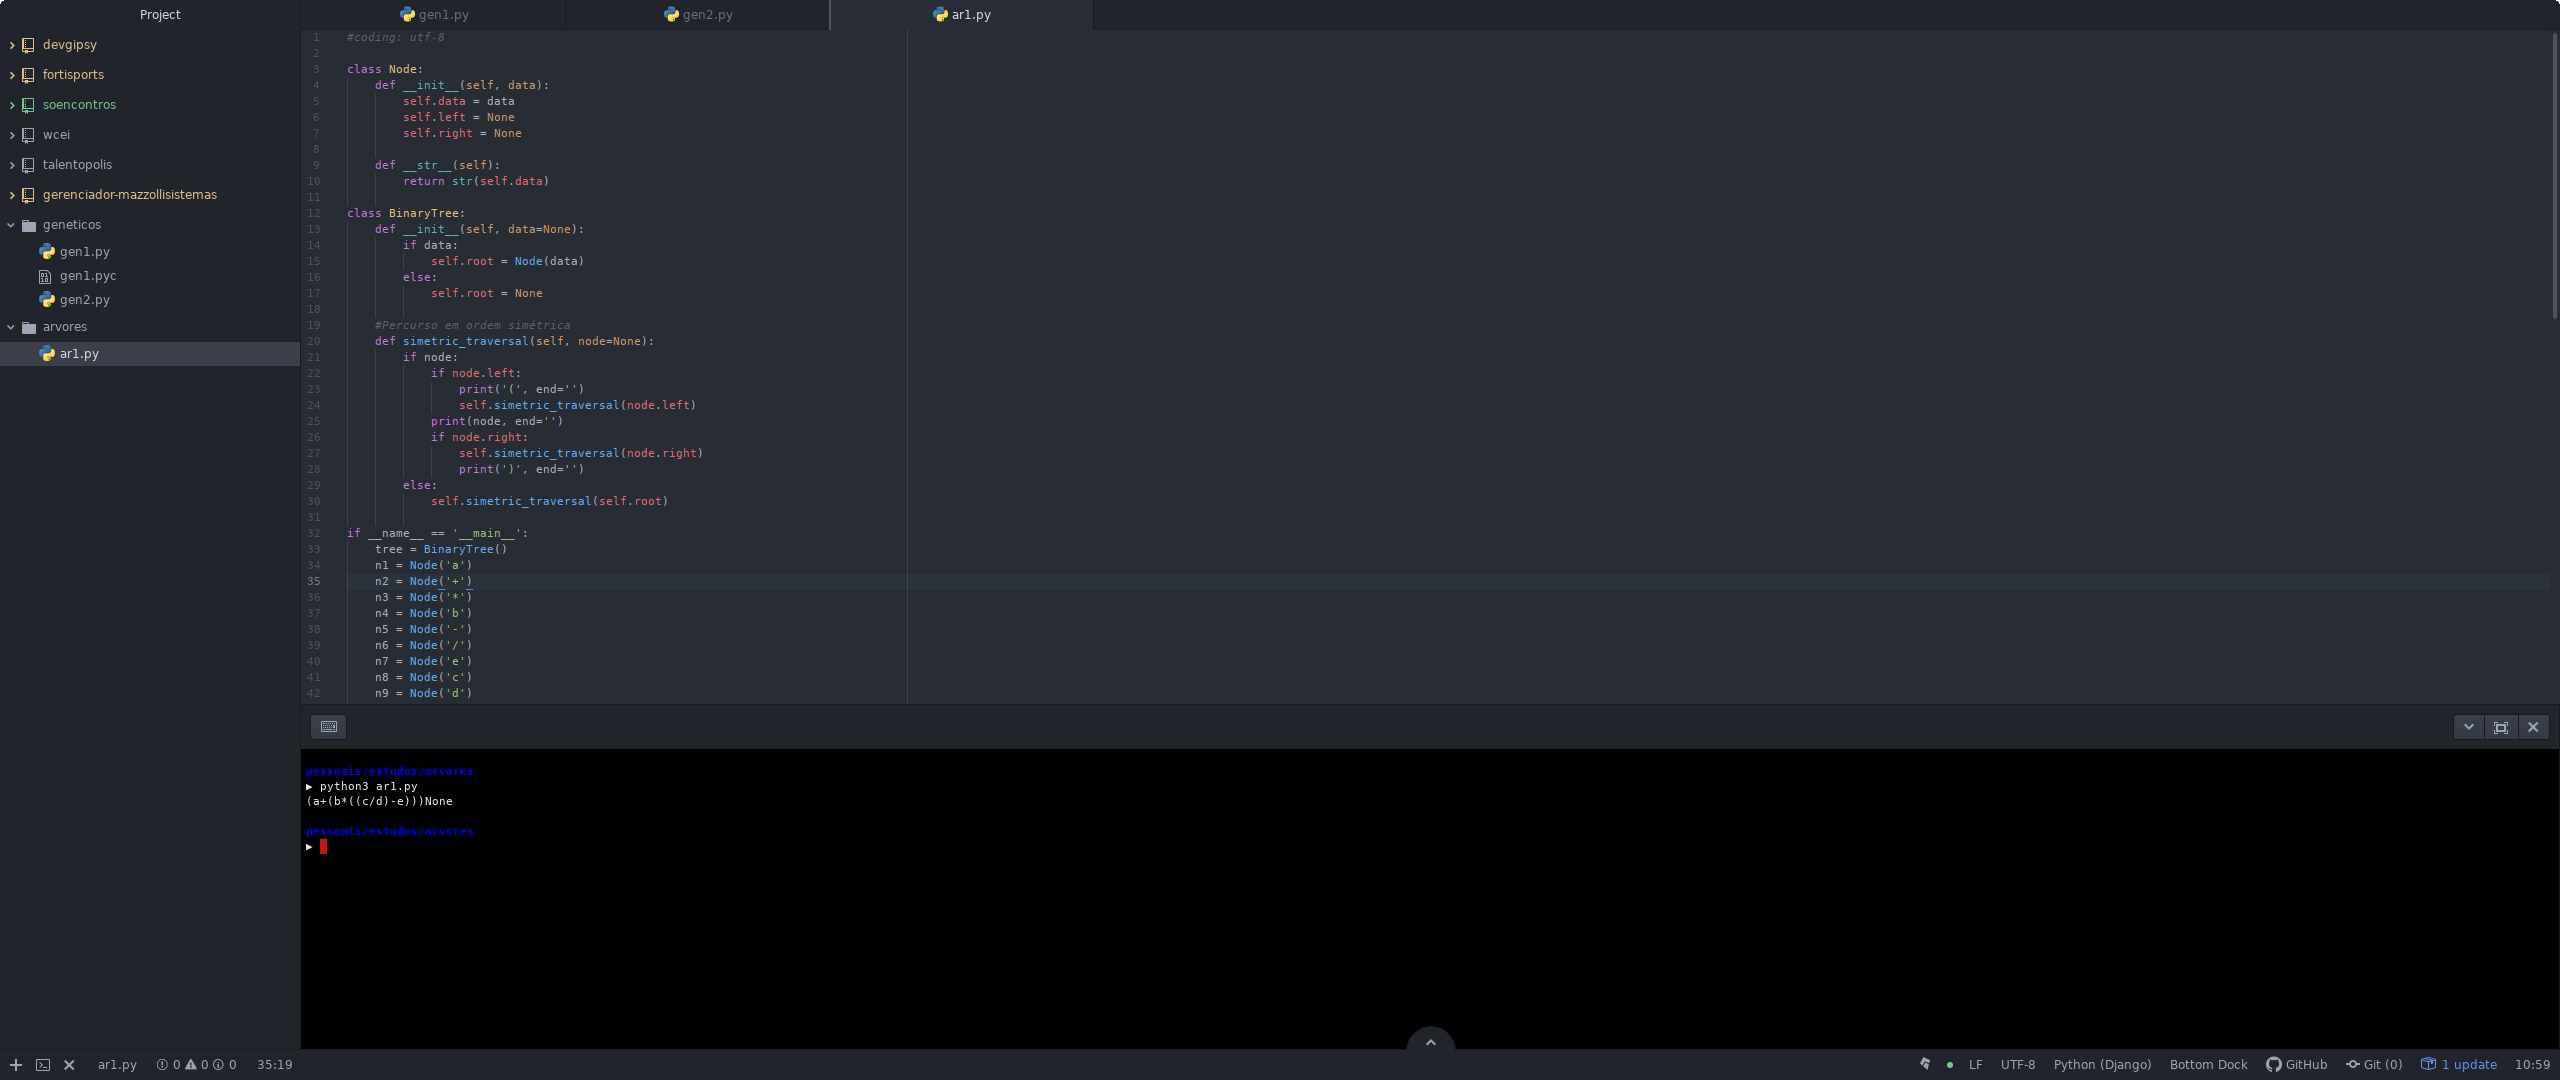 Project
devgipsy
fortisports
soencontros
wcei
talentopolis
gerenciador-mazzollisistemas
geneticos
gen1.py
gen1.pyc
gen2.py
arvores
ar1.py
gen1.py
gen2.py
ar1.py
1 #coding: utf-8
2
3 class Node:
4     def __init__(self, data):
5         self.data = data
6         self.left = None
7         self.right = None
8
9     def __str__(self):
10         return str(self.data)
11
12 class BinaryTree:
13     def __init__(self, data=None):
14         if data:
15             self.root = Node(data)
16         else:
17             self.root = None
18
19     #Percurso em ordem simétrica
20     def simetric_traversal(self, node=None):
21         if node:
22             if node.left:
23                 print('(', end='')
24                 self.simetric_traversal(node.left)
25             print(node, end='')
26             if node.right:
27                 self.simetric_traversal(node.right)
28                 print(')', end='')
29         else:
30             self.simetric_traversal(self.root)
31
32 if __name__ == '__main__':
33     tree = BinaryTree()
34     n1 = Node('a')
35     n2 = Node('+')
36     n3 = Node('*')
37     n4 = Node('b')
38     n5 = Node('-')
39     n6 = Node('/')
40     n7 = Node('e')
41     n8 = Node('c')
42     n9 = Node('d')
pessoais/estudos/arvores
▶ python3 ar1.py
(a+(b*((c/d)-e)))None
pessoais/estudos/arvores
▶
ar1.py 0 0 0 35:19 LF UTF-8 Python (Django) Bottom Dock GitHub Git (0) 1 update 10:59